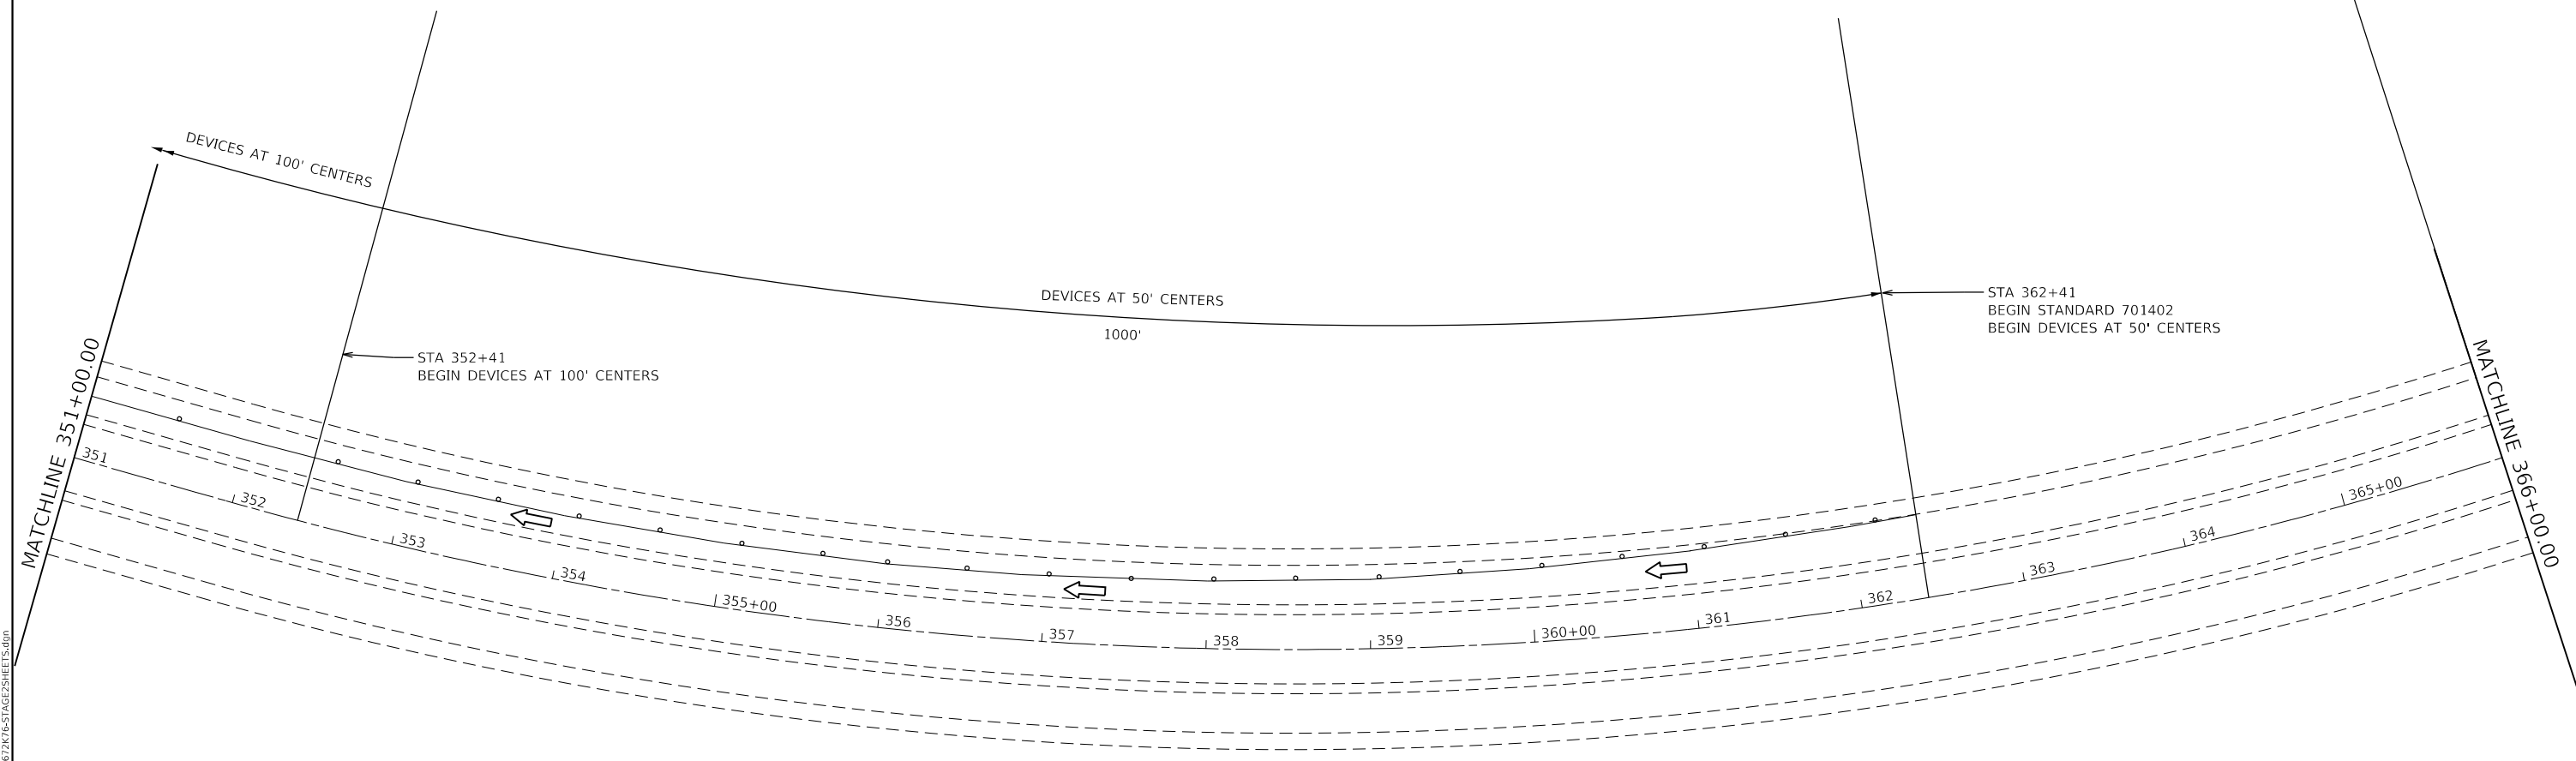 DEVICES AT 100' CENTERS
DEVICES AT 50' CENTERS
1000'
STA 362+41
BEGIN STANDARD 701402
BEGIN DEVICES AT 50' CENTERS
STA 352+41
BEGIN DEVICES AT 100' CENTERS
MATCHLINE 351+00.00
MATCHLINE 366+00.00
351
352
353
354
355+00
356
357
358
359
360+00
361
362
363
364
365+00
672K76-STAGE2SHEETS.dgn